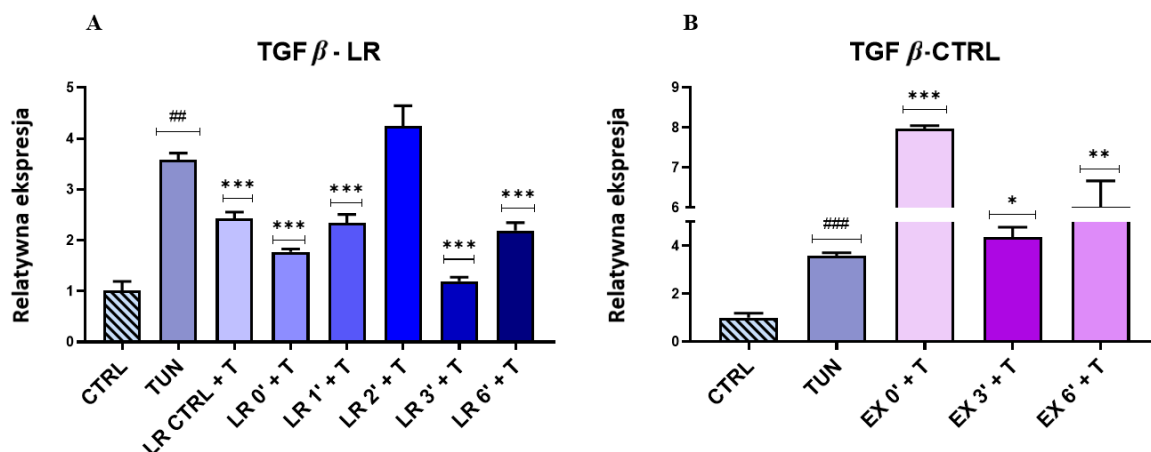 A
TGF β - LR
Relatywna ekspresja
5
4
3
2
1
0
##
***
***
***
***
***
CTRL
TUN
LR CTRL + T
LR 0' + T
LR 1' + T
LR 2' + T
LR 3' + T
LR 6' + T
B
TGF β-CTRL
Relatywna ekspresja
9
8
7
6
4
2
0
###
***
*
**
CTRL
TUN
EX 0' + T
EX 3' + T
EX 6' + T